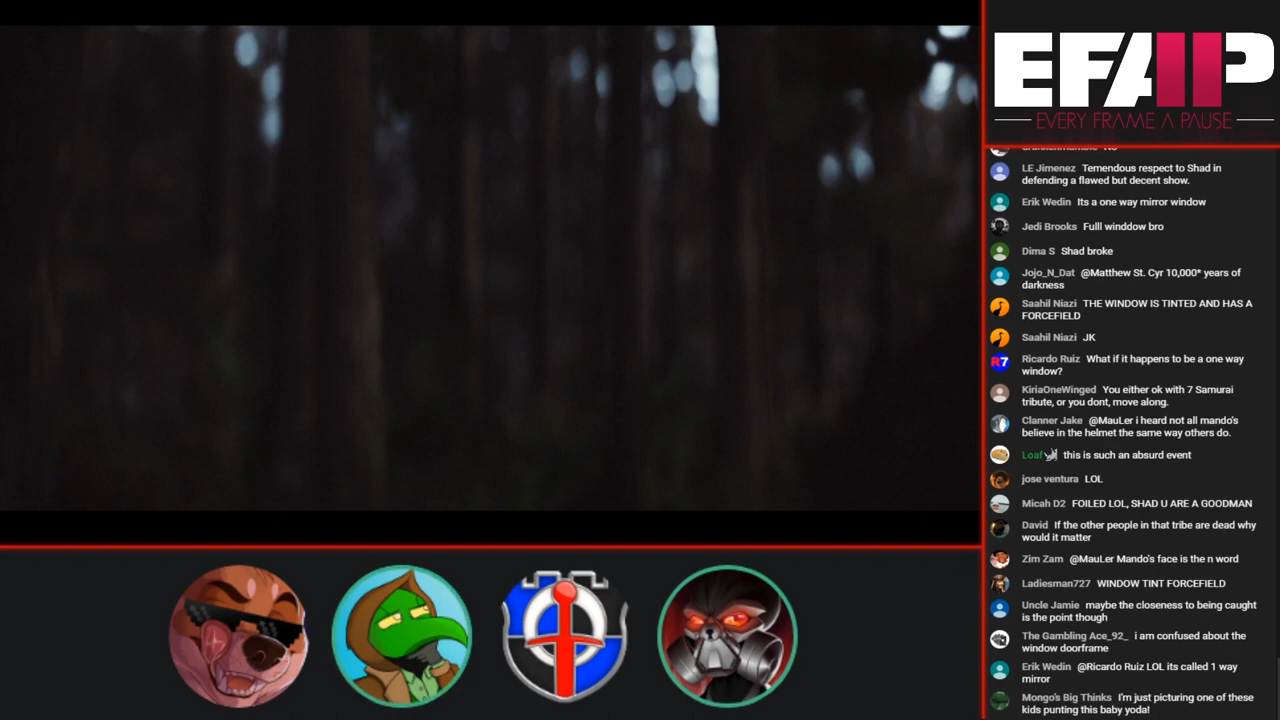 EFAP
EVERY FRAME A PAUSE
LE Jimenez Temendous respect to Shad in
defending a flawed but decent show.
Erik Wedin Its a one way mirror window
Jedi Brooks Fulll winddow bro
Dima S Shad broke
Jojo_N_Dat @Matthew St. Cyr 10,000* years of
darkness
Saahil Niazi THE WINDOW IS TINTED AND HAS A
FORCEFIELD
Saahil Niazi JK
R7 Ricardo Ruiz What if it happens to be a one way
window?
KiriaOneWinged You either ok with 7 Samurai
tribute, or you dont, move along.
Clanner Jake @MauLer i heard not all mando's
believe in the helmet the same way others do.
Loaf this is such an absurd event
jose ventura LOL
Micah D2 FOILED LOL, SHAD U ARE A GOODMAN
David If the other people in that tribe are dead why
would it matter
Zim Zam @MauLer Mando's face is the n word
Ladiesman727 WINDOW TINT FORCEFIELD
Uncle Jamie maybe the closeness to being caught
is the point though
The Gambling Ace_92_ i am confused about the
window doorframe
Erik Wedin @Ricardo Ruiz LOL its called 1 way
mirror
Mongo's Big Thinks I'm just picturing one of these
kids punting this baby yoda!